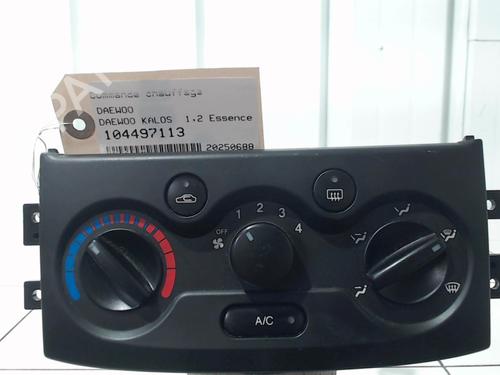 Commande chauffage
DAEWOO
DAEWOO KALOS 1.2 Essence
104497113
20250688
1 2 3 4
OFF
A/C